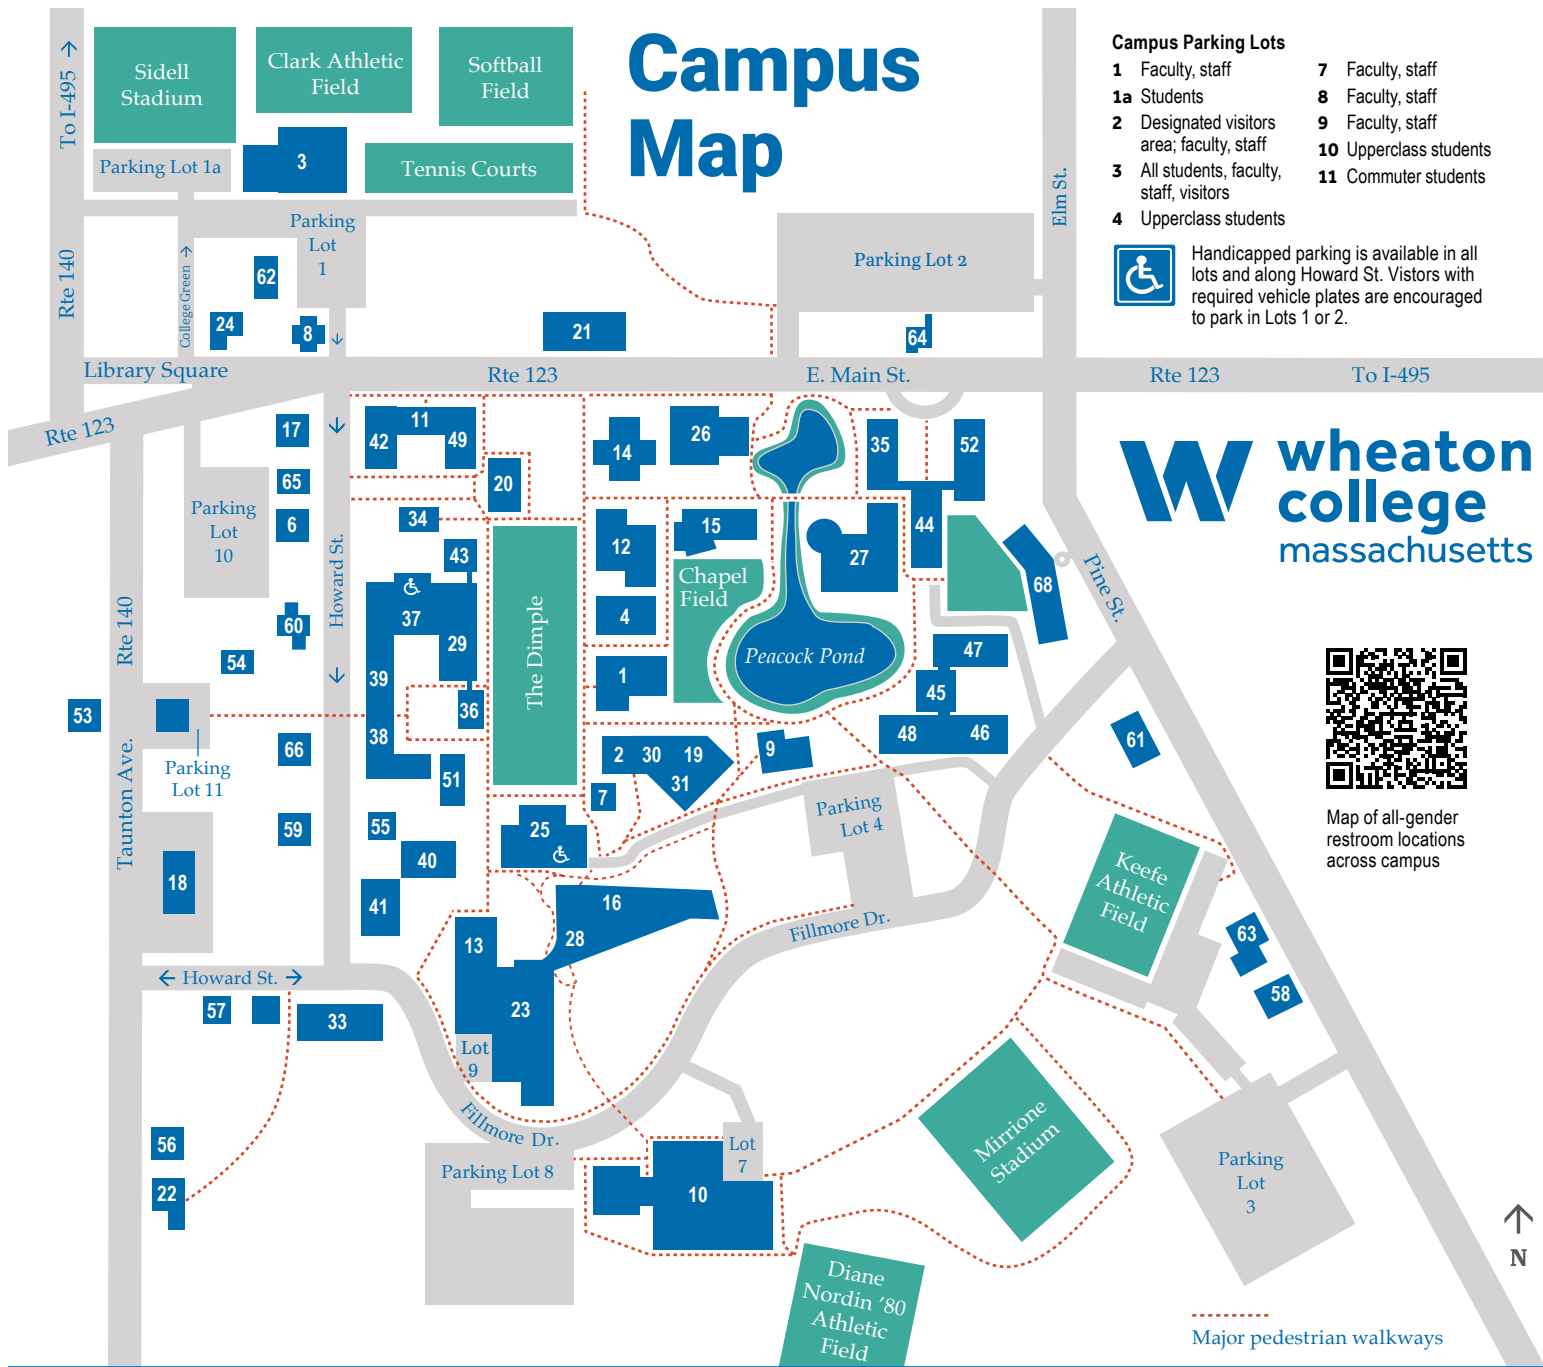 Campus
Map
Sidell
Stadium
Clark Athletic
Field
Softball
Field
Tennis Courts
Parking Lot 1a
3
To I-495
Rte 140
College Green
Parking
Lot
1
62
24
8
21
Parking Lot 2
64
Elm St.
Campus Parking Lots
1 Faculty, staff
1a Students
2 Designated visitors
area; faculty, staff
3 All students, faculty,
staff, visitors
4 Upperclass students
7 Faculty, staff
8 Faculty, staff
9 Faculty, staff
10 Upperclass students
11 Commuter students
Handicapped parking is available in all
lots and along Howard St. Vistors with
required vehicle plates are encouraged
to park in Lots 1 or 2.
Library Square
Rte 123
E. Main St.
Rte 123
To I-495
Rte 123
wheaton
college
massachusetts
17
65
6
60
54
53
66
59
18
Parking
Lot
10
Howard St.
Rte 140
Taunton Ave.
Parking
Lot 11
42
11
49
20
34
43
37
29
39
38
36
51
55
40
41
The Dimple
14
26
12
15
4
1
Chapel
Field
Peacock Pond
27
35
52
44
68
47
45
48
46
Pine St.
61
2
30
19
31
9
7
25
Parking
Lot 4
16
28
13
23
Lot
9
Fillmore Dr.
Keefe
Athletic
Field
63
58
Map of all-gender
restroom locations
across campus
Howard St.
57
33
56
22
Fillmore Dr.
Parking Lot 8
Lot
7
10
Mirrione
Stadium
Parking
Lot
3
Diane
Nordin '80
Athletic
Field
N
Major pedestrian walkways